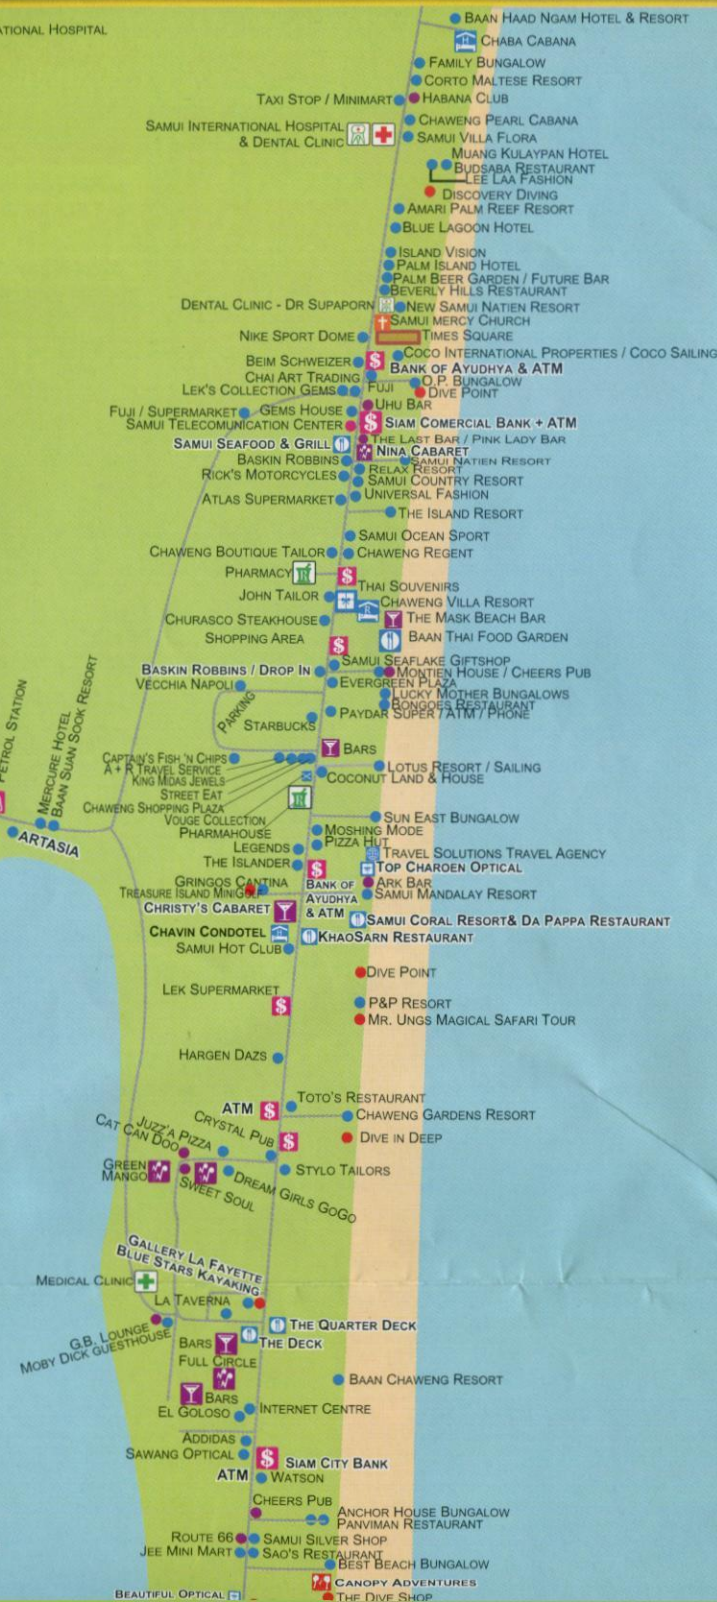 ATIONAL HOSPITAL
BAAN HAAD NGAM HOTEL & RESORT
CHABA CABANA
FAMILY BUNGALOW
CORTO MALTESE RESORT
TAXI STOP / MINIMART
HABANA CLUB
CHAWENG PEARL CABANA
SAMUI INTERNATIONAL HOSPITAL
& DENTAL CLINIC
SAMUI VILLA FLORA
MUANG KULAYPAN HOTEL
BUDSABA RESTAURANT
LEE LAA FASHION
DISCOVERY DIVING
AMARI PALM REEF RESORT
BLUE LAGOON HOTEL
ISLAND VISION
PALM ISLAND HOTEL
PALM BEER GARDEN / FUTURE BAR
BEVERLY HILLS RESTAURANT
DENTAL CLINIC - DR SUPAPORN
NEW SAMUI NATIEN RESORT
SAMUI MERCY CHURCH
NIKE SPORT DOME
TIMES SQUARE
COCO INTERNATIONAL PROPERTIES / COCO SAILING
BEIM SCHWEIZER
BANK OF AYUDHYA & ATM
CHAI ART TRADING
O.P. BUNGALOW
LEK'S COLLECTION GEMS
FUJI
DIVE POINT
UHU BAR
FUJI / SUPERMARKET
GEMS HOUSE
SIAM COMERCIAL BANK + ATM
SAMUI TELECOMUNICATION CENTER
THE LAST BAR / PINK LADY BAR
SAMUI SEAFOOD & GRILL
NINA CABARET
BASKIN ROBBINS
SAMUI NATIEN RESORT
RELAX RESORT
RICK'S MOTORCYCLES
SAMUI COUNTRY RESORT
UNIVERSAL FASHION
ATLAS SUPERMARKET
THE ISLAND RESORT
SAMUI OCEAN SPORT
CHAWENG BOUTIQUE TAILOR
CHAWENG REGENT
PHARMACY
THAI SOUVENIRS
JOHN TAILOR
CHAWENG VILLA RESORT
CHURASCO STEAKHOUSE
THE MASK BEACH BAR
SHOPPING AREA
BAAN THAI FOOD GARDEN
SAMUI SEAFLAKE GIFTSHOP
BASKIN ROBBINS / DROP IN
MONTIEN HOUSE / CHEERS PUB
VECCHIA NAPOLI
EVERGREEN PLAZA
LUCKY MOTHER BUNGALOWS
BONGOES RESTAURANT
PARKING
STARBUCKS
PAYDAR SUPER / ATM / PHONE
BARS
CAPTAIN'S FISH 'N CHIPS
A + R TRAVEL SERVICE
KING MIDAS JEWELS
STREET EAT
CHAWENG SHOPPING PLAZA
VOUGE COLLECTION
PHARMAHOUSE
LOTUS RESORT / SAILING
COCONUT LAND & HOUSE
PETROL STATION
MERCURE HOTEL
BAAN SUAN SOOK RESORT
ARTASIA
SUN EAST BUNGALOW
MOSHING MODE
PIZZA HUT
LEGENDS
THE ISLANDER
TRAVEL SOLUTIONS TRAVEL AGENCY
TOP CHAROEN OPTICAL
GRINGOS CANTINA
TREASURE ISLAND MINIGOLF
BANK OF
AYUDHYA
& ATM
ARK BAR
SAMUI MANDALAY RESORT
CHRISTY'S CABARET
SAMUI CORAL RESORT& DA PAPPA RESTAURANT
CHAVIN CONDOTEL
KHAOSARN RESTAURANT
SAMUI HOT CLUB
DIVE POINT
LEK SUPERMARKET
P&P RESORT
MR. UNGS MAGICAL SAFARI TOUR
HARGEN DAZS
TOTO'S RESTAURANT
ATM
CHAWENG GARDENS RESORT
CRYSTAL PUB
DIVE IN DEEP
JUZZ'A PIZZA
CAT CAN DOO
GREEN
MANGO
SWEET SOUL
DREAM GIRLS GOGO
STYLO TAILORS
GALLERY LA FAYETTE
BLUE STARS KAYAKING
MEDICAL CLINIC
LA TAVERNA
G.B. LOUNGE
MOBY DICK GUESTHOUSE
THE QUARTER DECK
BARS
THE DECK
FULL CIRCLE
BAAN CHAWENG RESORT
BARS
EL GOLOSO
INTERNET CENTRE
ADDIDAS
SAWANG OPTICAL
SIAM CITY BANK
ATM
WATSON
CHEERS PUB
ANCHOR HOUSE BUNGALOW
PANVIMAN RESTAURANT
ROUTE 66
SAMUI SILVER SHOP
JEE MINI MART
SAO'S RESTAURANT
BEST BEACH BUNGALOW
CANOPY ADVENTURES
BEAUTIFUL OPTICAL
THE DIVE SHOP